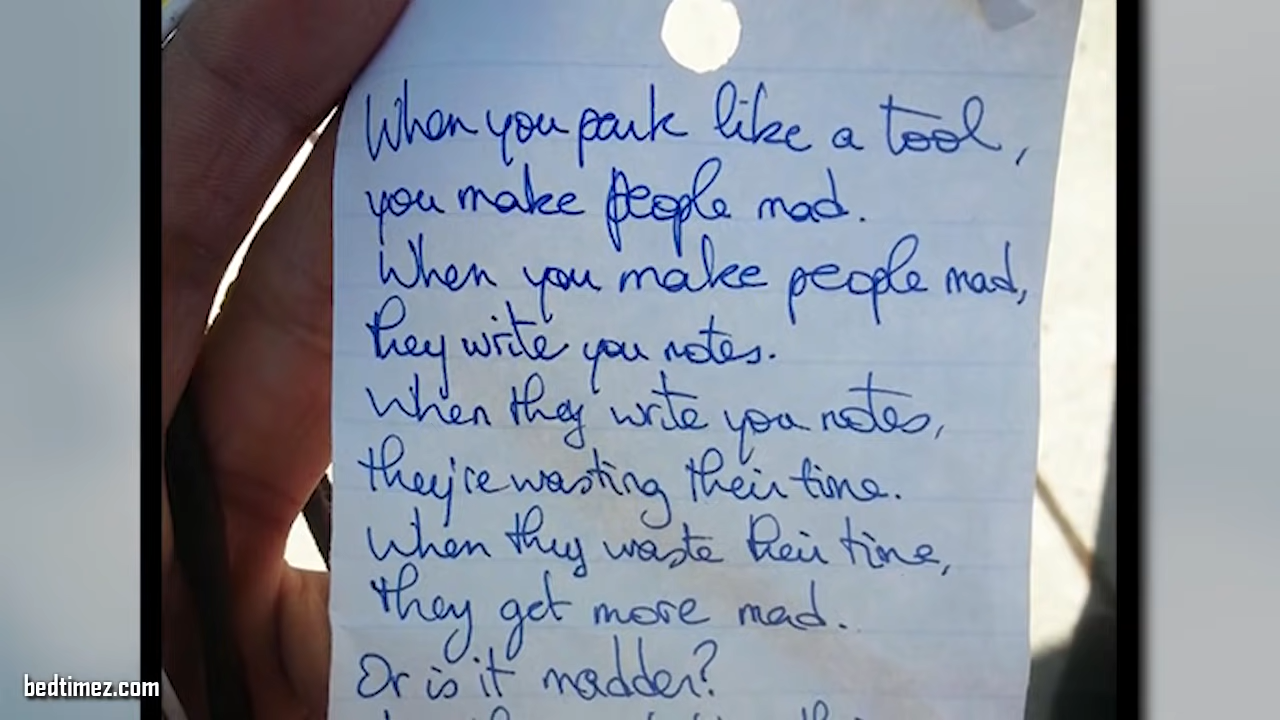 When you park like a tool,
you make people mad.
When you make people mad,
they write you notes.
When they write you notes,
they're wasting their time.
When they waste their time,
they get more mad.
Or is it madder?
bedtimez.com